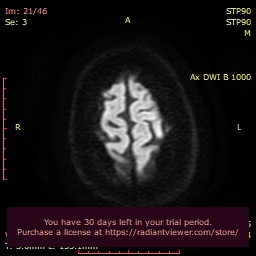 Im: 21/46
Se: 3
A
STP90
STP90
M
Ax DWI B 1000
R
L
You have 30 days left in your trial period.
Purchase a license at https://radiantviewer.com/store/